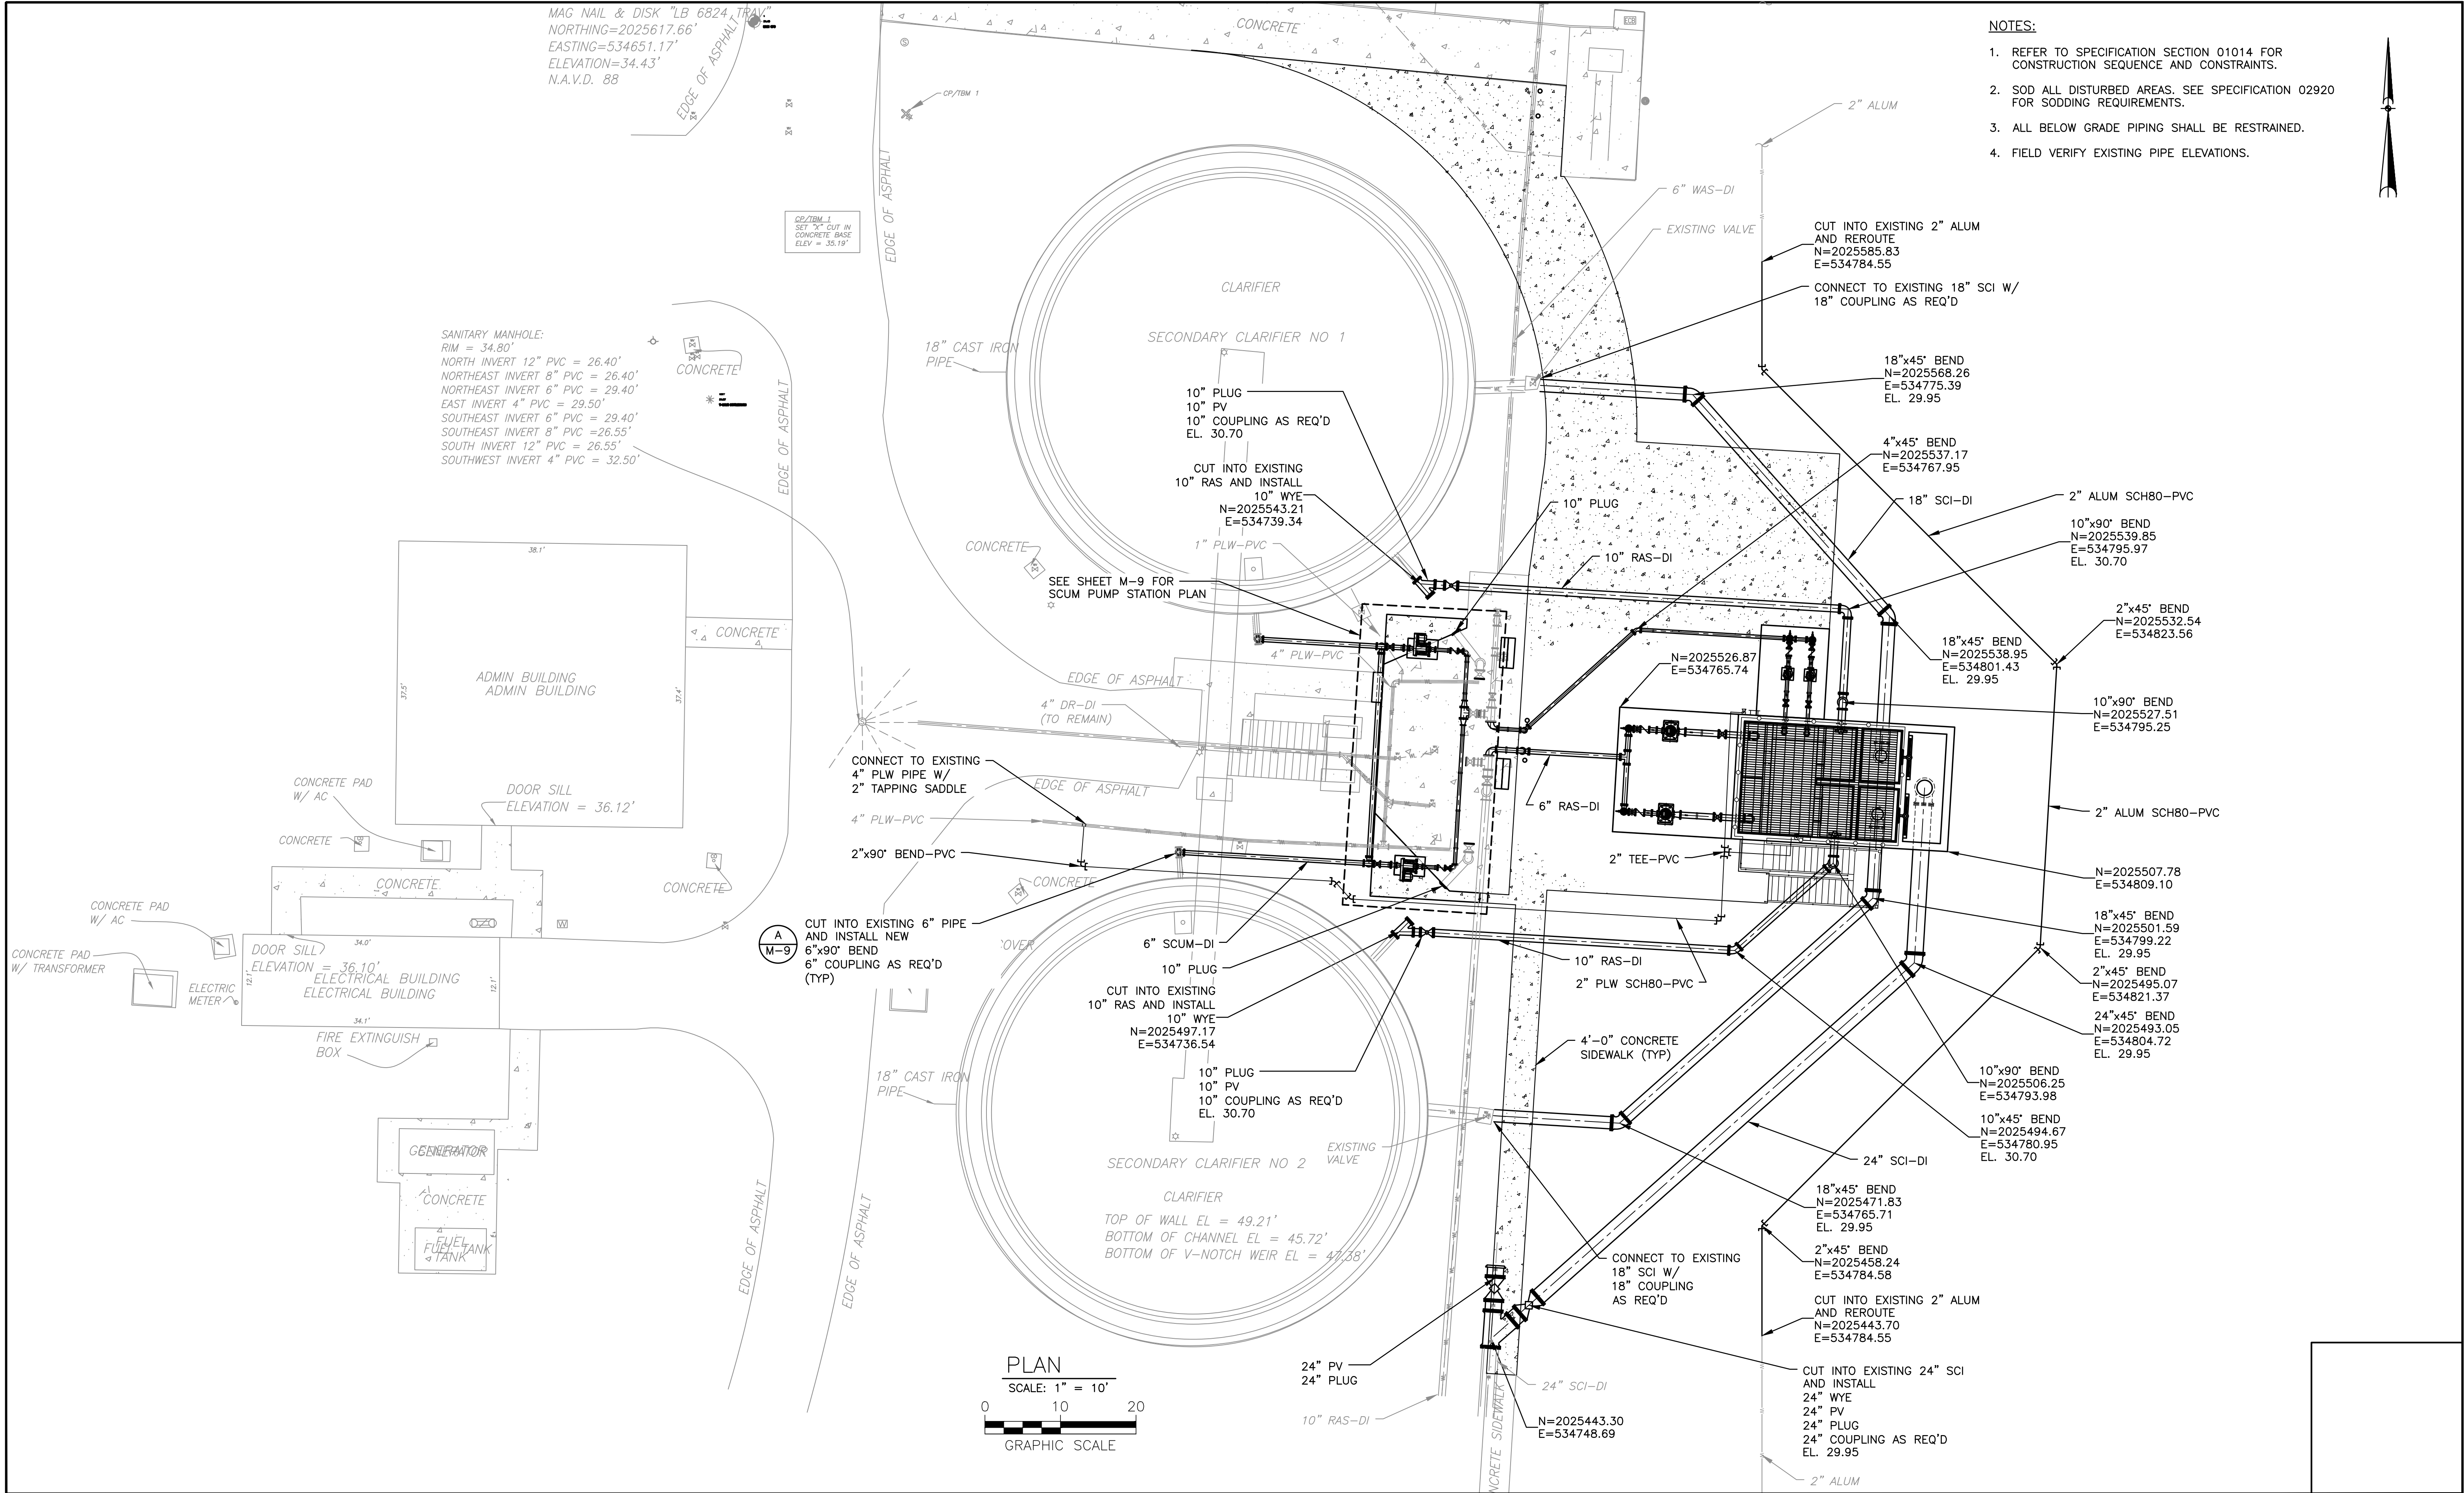 MAG NAIL & DISK "LB 6824 TRAV"
NORTHING=2025617.66'
EASTING=534651.17'
ELEVATION=34.43'
N.A.V.D. 88
EDGE OF ASPHALT
CONCRETE
ECB
S
CP/TBM 1
EDGE OF ASPHALT
CP/TBM 1
SET "X" CUT IN
CONCRETE BASE
ELEV = 35.19'
NOTES:
1. REFER TO SPECIFICATION SECTION 01014 FOR
CONSTRUCTION SEQUENCE AND CONSTRAINTS.
2. SOD ALL DISTURBED AREAS. SEE SPECIFICATION 02920
FOR SODDING REQUIREMENTS.
3. ALL BELOW GRADE PIPING SHALL BE RESTRAINED.
4. FIELD VERIFY EXISTING PIPE ELEVATIONS.
2" ALUM
6" WAS-DI
EXISTING VALVE
CUT INTO EXISTING 2" ALUM
AND REROUTE
N=2025585.83
E=534784.55
CONNECT TO EXISTING 18" SCI W/
18" COUPLING AS REQ'D
18"x45° BEND
N=2025568.26
E=534775.39
EL. 29.95
4"x45° BEND
N=2025537.17
E=534767.95
18" SCI-DI
2" ALUM SCH80-PVC
10"x90° BEND
N=2025539.85
E=534795.97
EL. 30.70
2"x45° BEND
N=2025532.54
E=534823.56
18"x45° BEND
N=2025538.95
E=534801.43
EL. 29.95
10"x90° BEND
N=2025527.51
E=534795.25
2" ALUM SCH80-PVC
N=2025507.78
E=534809.10
18"x45° BEND
N=2025501.59
E=534799.22
EL. 29.95
2"x45° BEND
N=2025495.07
E=534821.37
24"x45° BEND
N=2025493.05
E=534804.72
EL. 29.95
10"x90° BEND
N=2025506.25
E=534793.98
10"x45° BEND
N=2025494.67
E=534780.95
EL. 30.70
24" SCI-DI
18"x45° BEND
N=2025471.83
E=534765.71
EL. 29.95
2"x45° BEND
N=2025458.24
E=534784.58
CUT INTO EXISTING 2" ALUM
AND REROUTE
N=2025443.70
E=534784.55
CUT INTO EXISTING 24" SCI
AND INSTALL
24" WYE
24" PV
24" PLUG
24" COUPLING AS REQ'D
EL. 29.95
2" ALUM
CLARIFIER
SECONDARY CLARIFIER NO 1
18" CAST IRON
PIPE
10" PLUG
10" PV
10" COUPLING AS REQ'D
EL. 30.70
CUT INTO EXISTING
10" RAS AND INSTALL
10" WYE
N=2025543.21
E=534739.34
1" PLW-PVC
10" PLUG
10" RAS-DI
CONCRETE
SEE SHEET M-9 FOR
SCUM PUMP STATION PLAN
4" PLW-PVC
N=2025526.87
E=534765.74
EDGE OF ASPHALT
4" DR-DI
(TO REMAIN)
CONNECT TO EXISTING
4" PLW PIPE W/
2" TAPPING SADDLE
EDGE OF ASPHALT
4" PLW-PVC
2"x90° BEND-PVC
6" RAS-DI
2" TEE-PVC
CONCRETE
A
M-9
CUT INTO EXISTING 6" PIPE
AND INSTALL NEW
6"x90° BEND
6" COUPLING AS REQ'D
(TYP)
COVER
6" SCUM-DI
10" PLUG
CUT INTO EXISTING
10" RAS AND INSTALL
10" WYE
N=2025497.17
E=534736.54
10" RAS-DI
2" PLW SCH80-PVC
4'-0" CONCRETE
SIDEWALK (TYP)
10" PLUG
10" PV
10" COUPLING AS REQ'D
EL. 30.70
18" CAST IRON
PIPE
EXISTING
VALVE
SECONDARY CLARIFIER NO 2
CLARIFIER
TOP OF WALL EL = 49.21'
BOTTOM OF CHANNEL EL = 45.72'
BOTTOM OF V-NOTCH WEIR EL = 47.38'
CONNECT TO EXISTING
18" SCI W/
18" COUPLING
AS REQ'D
24" PV
24" PLUG
24" SCI-DI
10" RAS-DI
N=2025443.30
E=534748.69
CONCRETE SIDEWALK
SANITARY MANHOLE:
RIM = 34.80'
NORTH INVERT 12" PVC = 26.40'
NORTHEAST INVERT 8" PVC = 26.40'
NORTHEAST INVERT 6" PVC = 29.40'
EAST INVERT 4" PVC = 29.50'
SOUTHEAST INVERT 6" PVC = 29.40'
SOUTHEAST INVERT 8" PVC =26.55'
SOUTH INVERT 12" PVC = 26.55'
SOUTHWEST INVERT 4" PVC = 32.50'
CONCRETE
EDGE OF ASPHALT
38.1'
37.5'
37.4'
ADMIN BUILDING
ADMIN BUILDING
CONCRETE
DOOR SILL
ELEVATION = 36.12'
CONCRETE PAD
W/ AC
CONCRETE
CONCRETE
CONCRETE
CONCRETE PAD
W/ AC
W
CONCRETE PAD
W/ TRANSFORMER
ELECTRIC
METER
DOOR SILL
ELEVATION = 36.10'
34.0'
12.1'
12.1'
34.1'
ELECTRICAL BUILDING
ELECTRICAL BUILDING
FIRE EXTINGUISH
BOX
GENERATOR
GENERATOR
CONCRETE
FUEL
TANK
FUEL TANK
EDGE OF ASPHALT
EDGE OF ASPHALT
PLAN
SCALE: 1" = 10'
0 10 20
GRAPHIC SCALE